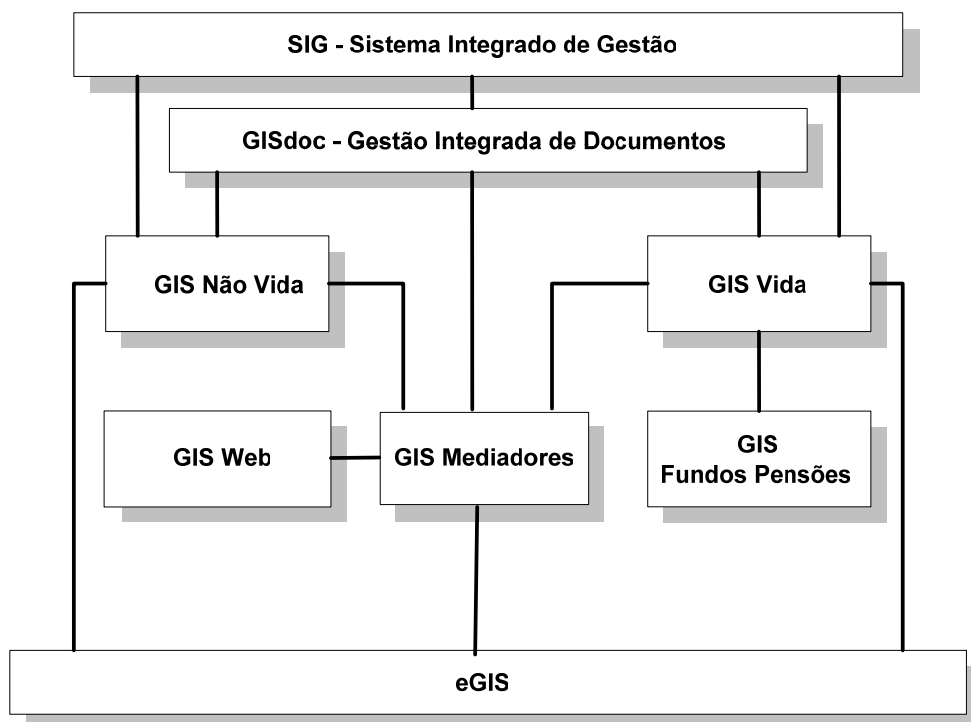 SIG - Sistema Integrado de Gestão
GISdoc - Gestão Integrada de Documentos
GIS Não Vida
GIS Vida
GIS Web
GIS Mediadores
GIS
Fundos Pensões
eGIS